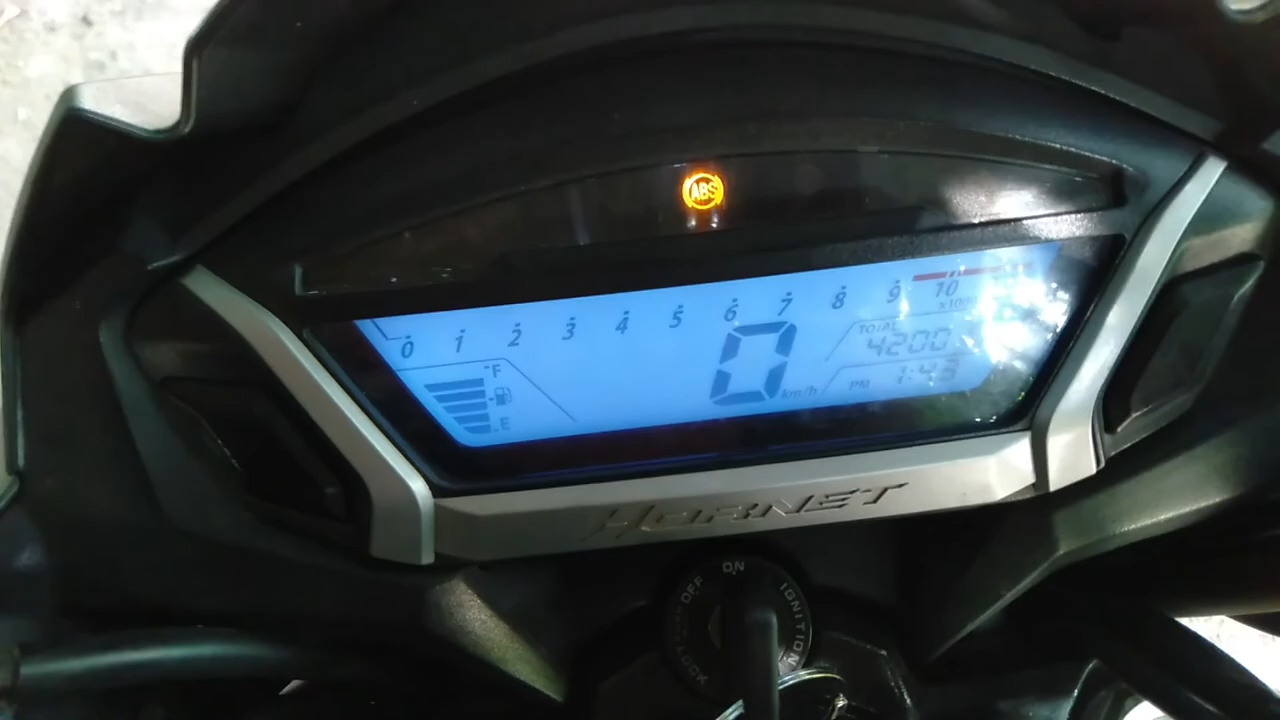 ABS
0 1 2 3 4 5 6 7 8 9 10
TOTAL
4200
F
0 km/h
PM 1:43
E
HORNET
ON
OFF
IGNITION
LOCK